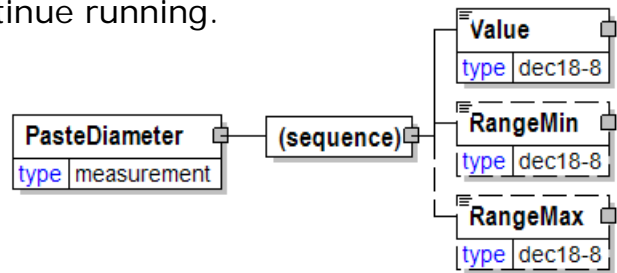 tinue running.
Value
type dec18-8
RangeMin
type dec18-8
PasteDiameter
type measurement
(sequence)
RangeMax
type dec18-8